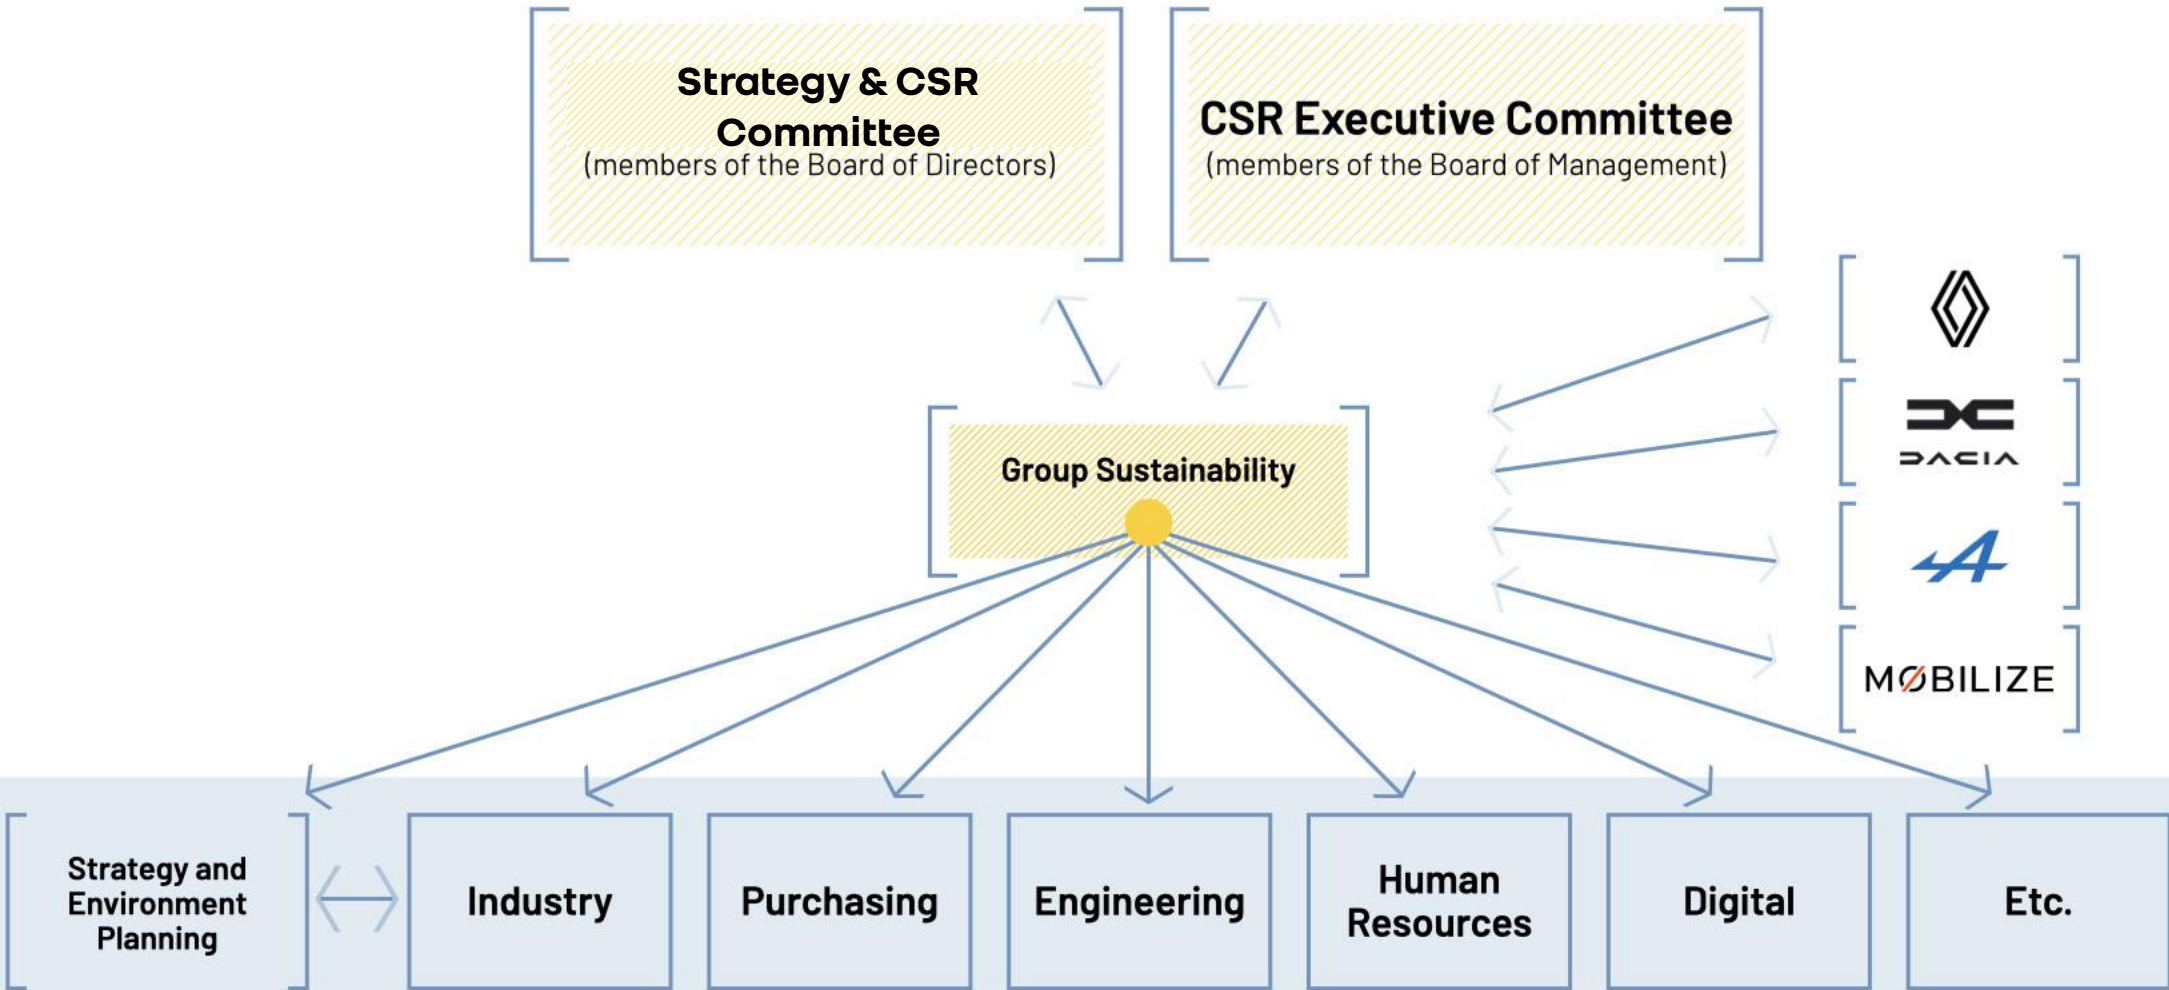 Strategy & CSR
Committee
(members of the Board of Directors)
CSR Executive Committee
(members of the Board of Management)
Group Sustainability
DACIA
MOBILIZE
Strategy and
Environment
Planning
Industry
Purchasing
Engineering
Human
Resources
Digital
Etc.